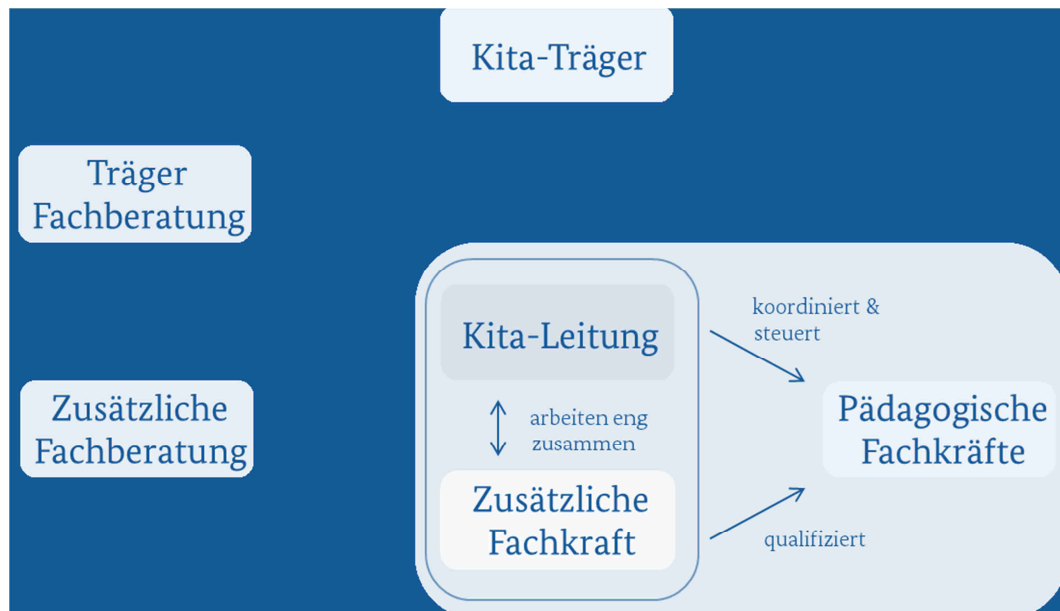 Kita-Träger
Träger
Fachberatung
Kita-Leitung
koordiniert &
steuert
Zusätzliche
Fachberatung
arbeiten eng
zusammen
Pädagogische
Fachkräfte
Zusätzliche
Fachkraft
qualifiziert